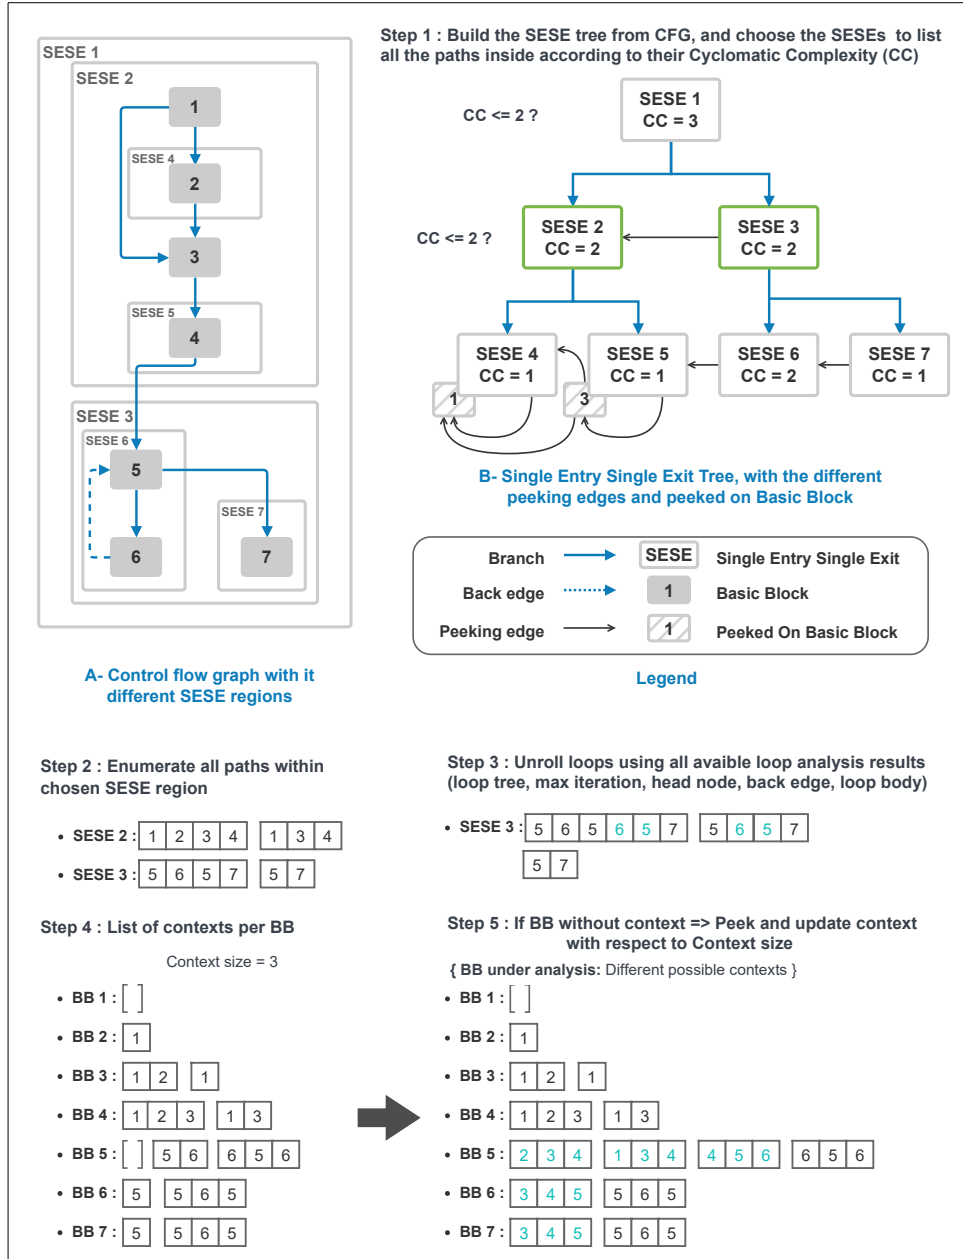 SESE 1
SESE 2
1
SESE 4
2
3
SESE 5
4
SESE 3
SESE 6
5
SESE 7
6
7
A- Control flow graph with it
different SESE regions
Step 1 : Build the SESE tree from CFG, and choose the SESEs to list
all the paths inside according to their Cyclomatic Complexity (CC)
CC <= 2 ?
SESE 1
CC = 3
CC <= 2 ?
SESE 2
CC = 2
SESE 3
CC = 2
SESE 4
CC = 1
SESE 5
CC = 1
SESE 6
CC = 2
SESE 7
CC = 1
1
3
B- Single Entry Single Exit Tree, with the different
peeking edges and peeked on Basic Block
Branch SESE Single Entry Single Exit
Back edge 1 Basic Block
Peeking edge 1 Peeked On Basic Block
Legend
Step 2 : Enumerate all paths within
chosen SESE region
• SESE 2 : 1 2 3 4 1 3 4
• SESE 3 : 5 6 5 7 5 7
Step 3 : Unroll loops using all avaible loop analysis results
(loop tree, max iteration, head node, back edge, loop body)
• SESE 3 : 5 6 5 6 5 7 5 6 5 7
5 7
Step 4 : List of contexts per BB
Context size = 3
• BB 1 : [ ]
• BB 2 : 1
• BB 3 : 1 2 1
• BB 4 : 1 2 3 1 3
• BB 5 : [ ] 5 6 6 5 6
• BB 6 : 5 5 6 5
• BB 7 : 5 5 6 5
Step 5 : If BB without context => Peek and update context
with respect to Context size
{ BB under analysis: Different possible contexts }
• BB 1 : [ ]
• BB 2 : 1
• BB 3 : 1 2 1
• BB 4 : 1 2 3 1 3
• BB 5 : 2 3 4 1 3 4 4 5 6 6 5 6
• BB 6 : 3 4 5 5 6 5
• BB 7 : 3 4 5 5 6 5